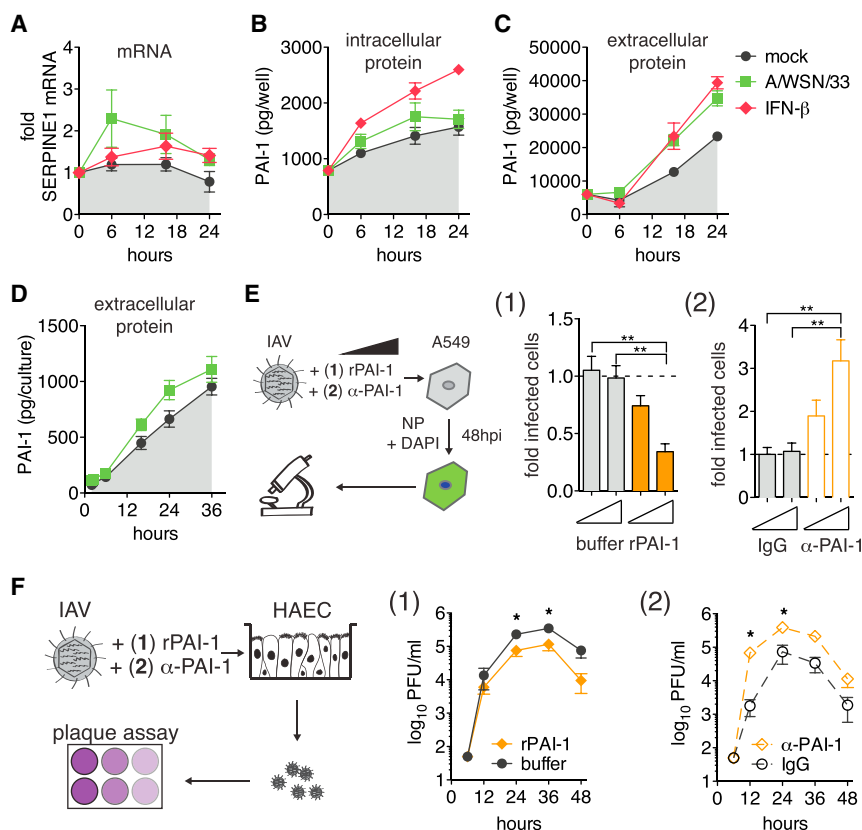 A
mRNA
fold
SERPINE1 mRNA
4
3
2
1
0
0 6 12 18 24
hours
B
intracellular
protein
PAI-1 (pg/well)
3000
2000
1000
0
0 6 12 18 24
hours
C
extracellular
protein
PAI-1 (pg/well)
50000
40000
30000
20000
10000
0
0 6 12 18 24
hours
mock
A/WSN/33
IFN-β
D
extracellular
protein
PAI-1 (pg/culture)
1500
1000
500
0
0 12 24 36
hours
E
IAV
+ (1) rPAI-1
+ (2) α-PAI-1
A549
NP
+ DAPI
48hpi
(1)
fold infected cells
1.5
1.0
0.5
0.0
**
**
buffer rPAI-1
(2)
fold infected cells
4
3
2
1
0
**
**
IgG α-PAI-1
F
IAV
+ (1) rPAI-1
+ (2) α-PAI-1
HAEC
plaque assay
(1)
log10 PFU/ml
6
5
4
3
2
1
* *
rPAI-1
buffer
0 12 24 36 48
hours
(2)
log10 PFU/ml
6
5
4
3
2
1
* *
α-PAI-1
IgG
0 12 24 36 48
hours